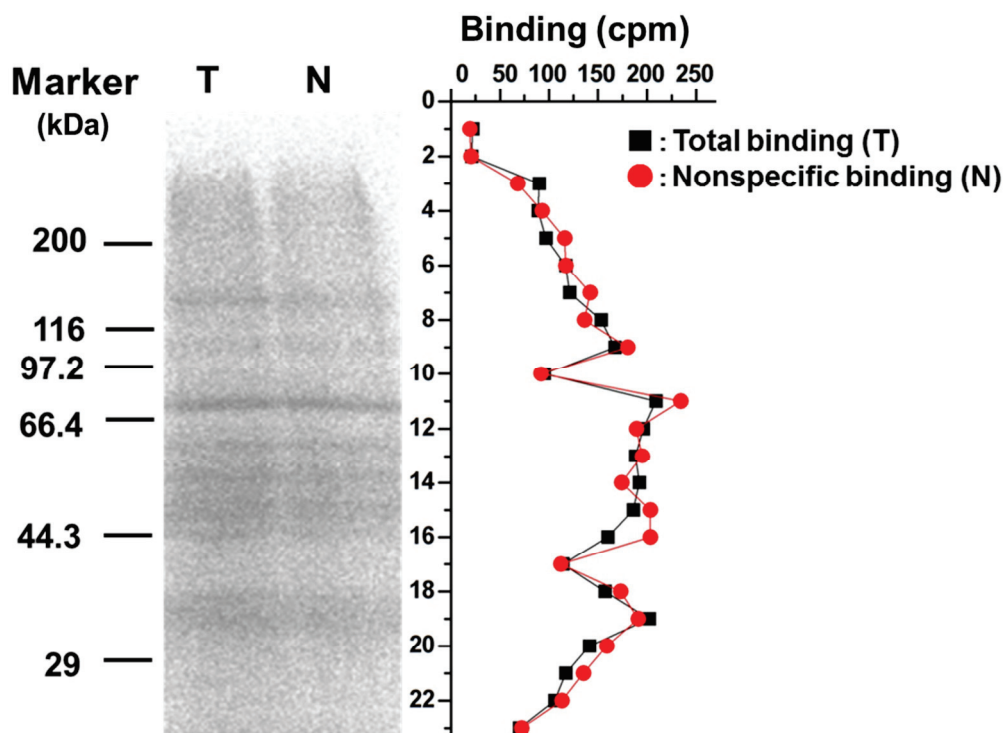 Binding (cpm)
Marker
(kDa)
T N
0 50 100 150 200 250
0
■ : Total binding (T)
● : Nonspecific binding (N)
2
4
200
6
8
116
97.2
10
66.4
12
14
44.3
16
18
29
20
22